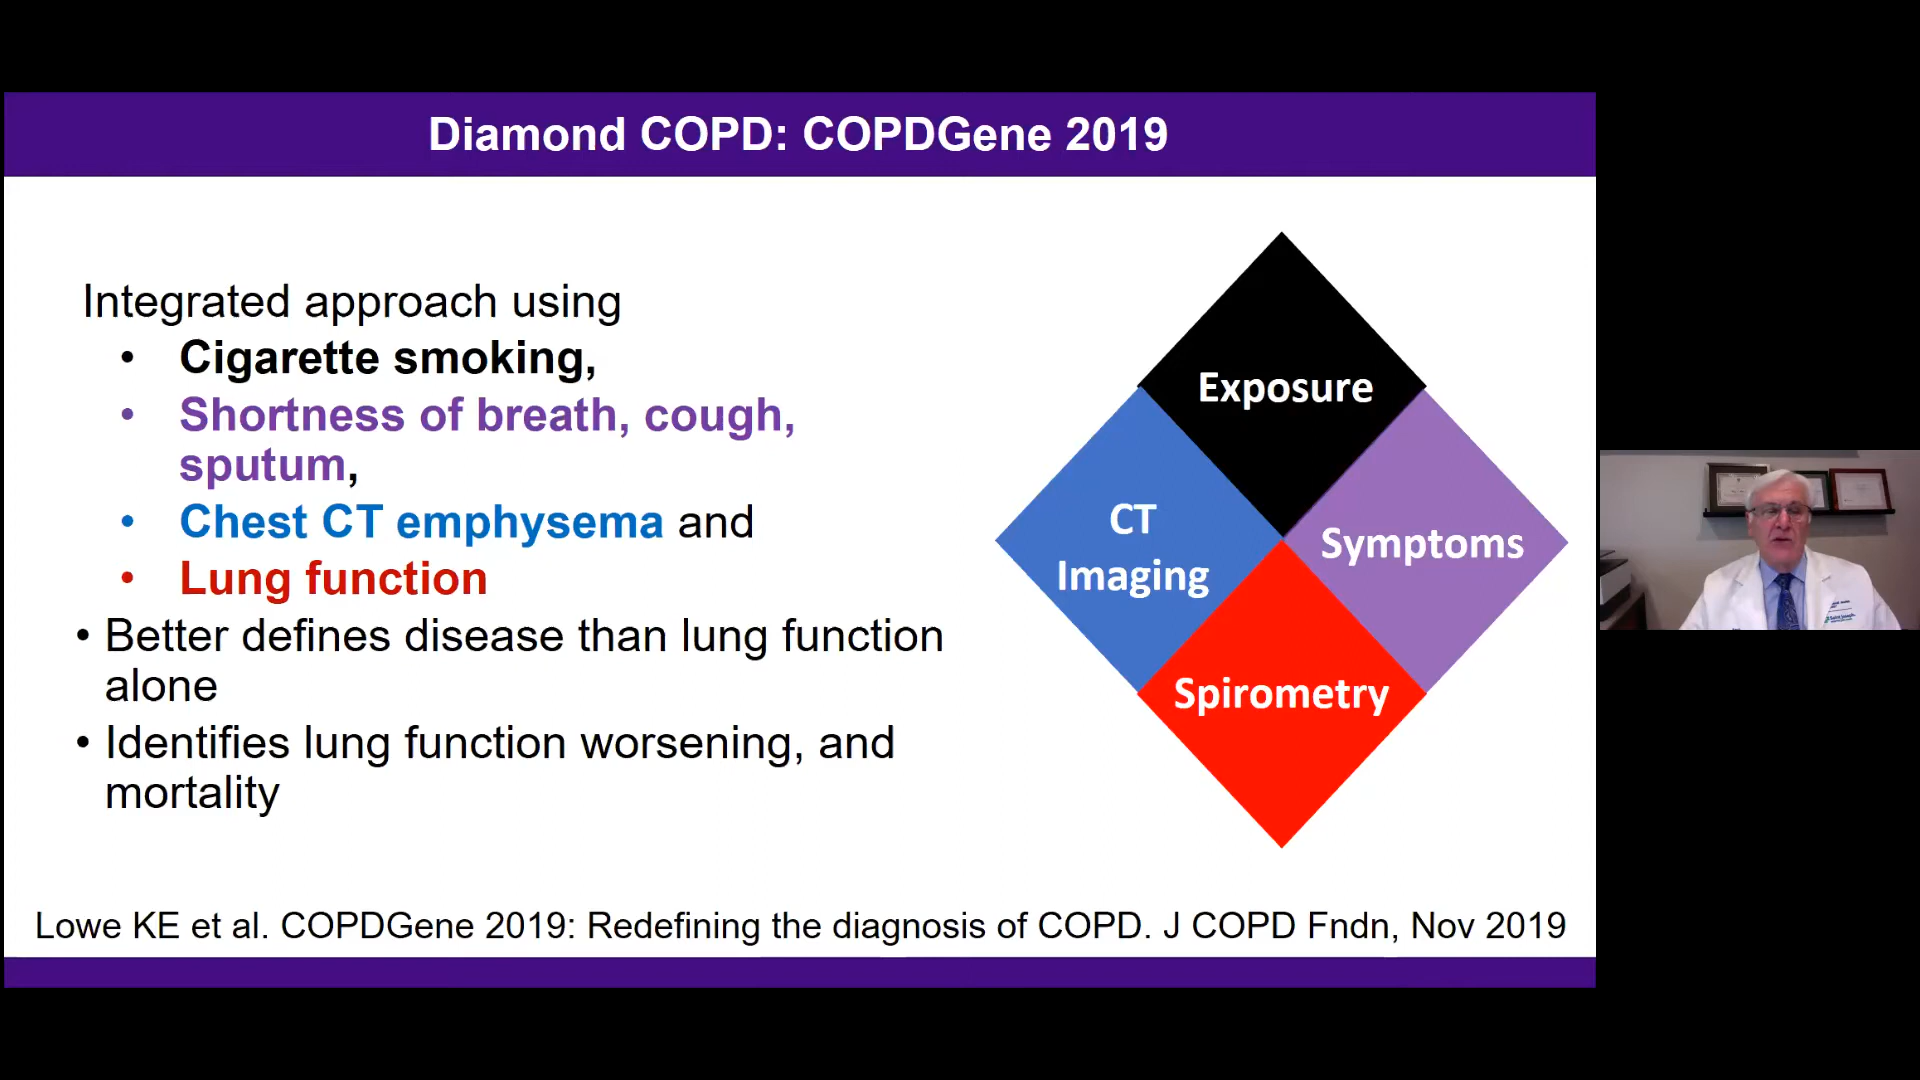 Diamond COPD: COPDGene 2019
Integrated approach using
• Cigarette smoking,
• Shortness of breath, cough,
sputum,
• Chest CT emphysema and
• Lung function
• Better defines disease than lung function
alone
• Identifies lung function worsening, and
mortality
Exposure
CT
Imaging
Symptoms
Spirometry
Lowe KE et al. COPDGene 2019: Redefining the diagnosis of COPD. J COPD Fndn, Nov 2019